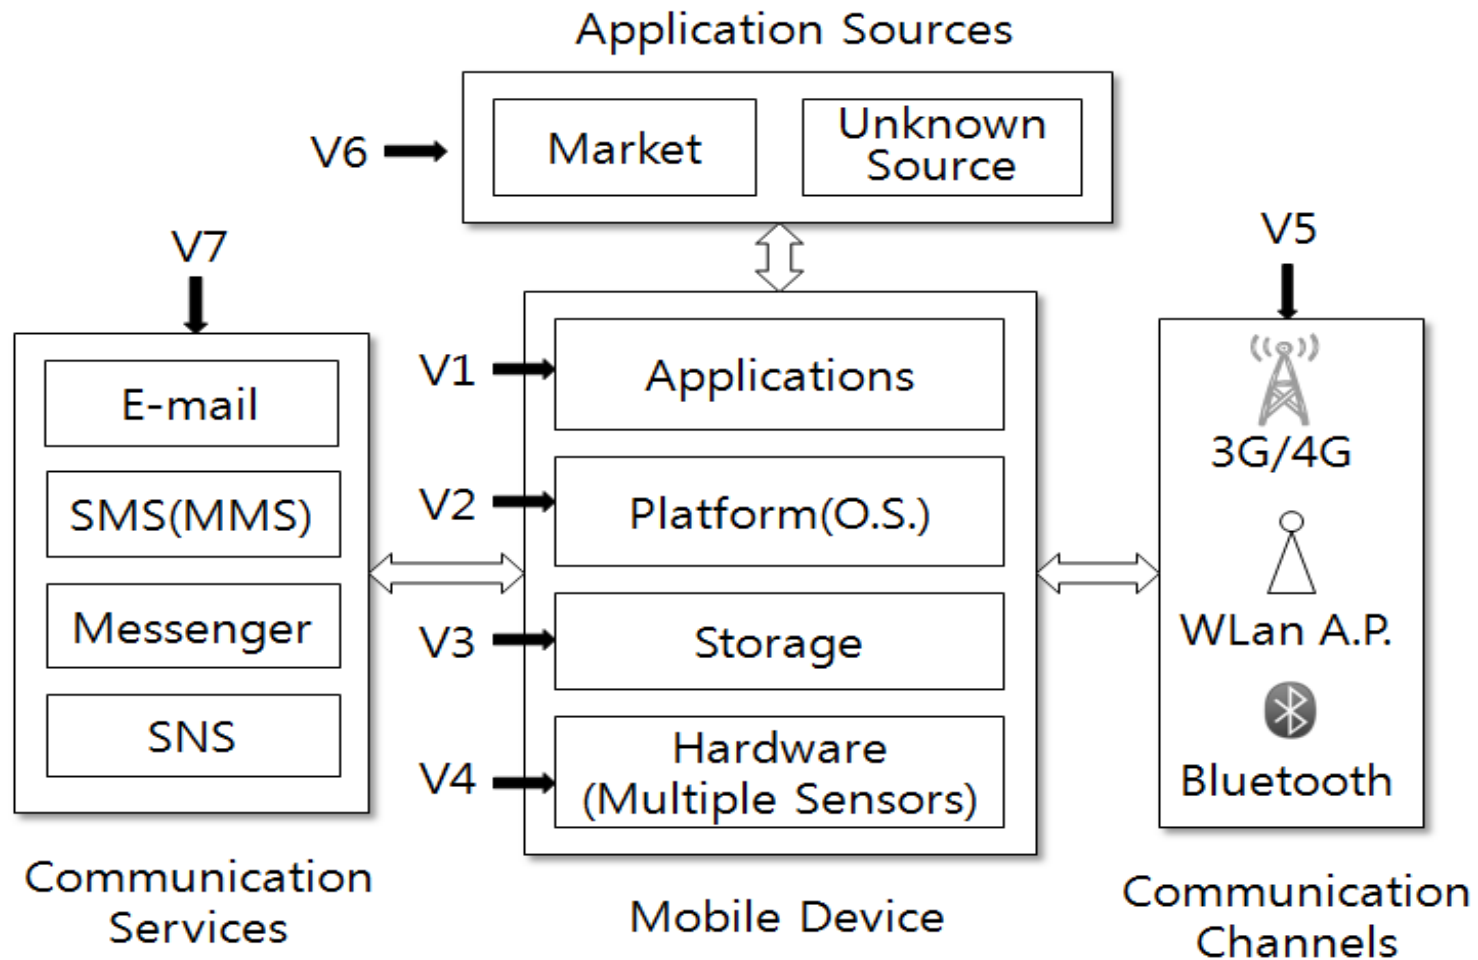 Application Sources
V6
Market
Unknown
Source
V7
E-mail
SMS(MMS)
Messenger
SNS
Communication
Services
V1
Applications
V2
Platform(O.S.)
V3
Storage
V4
Hardware
(Multiple Sensors)
Mobile Device
V5
3G/4G
WLan A.P.
Bluetooth
Communication
Channels